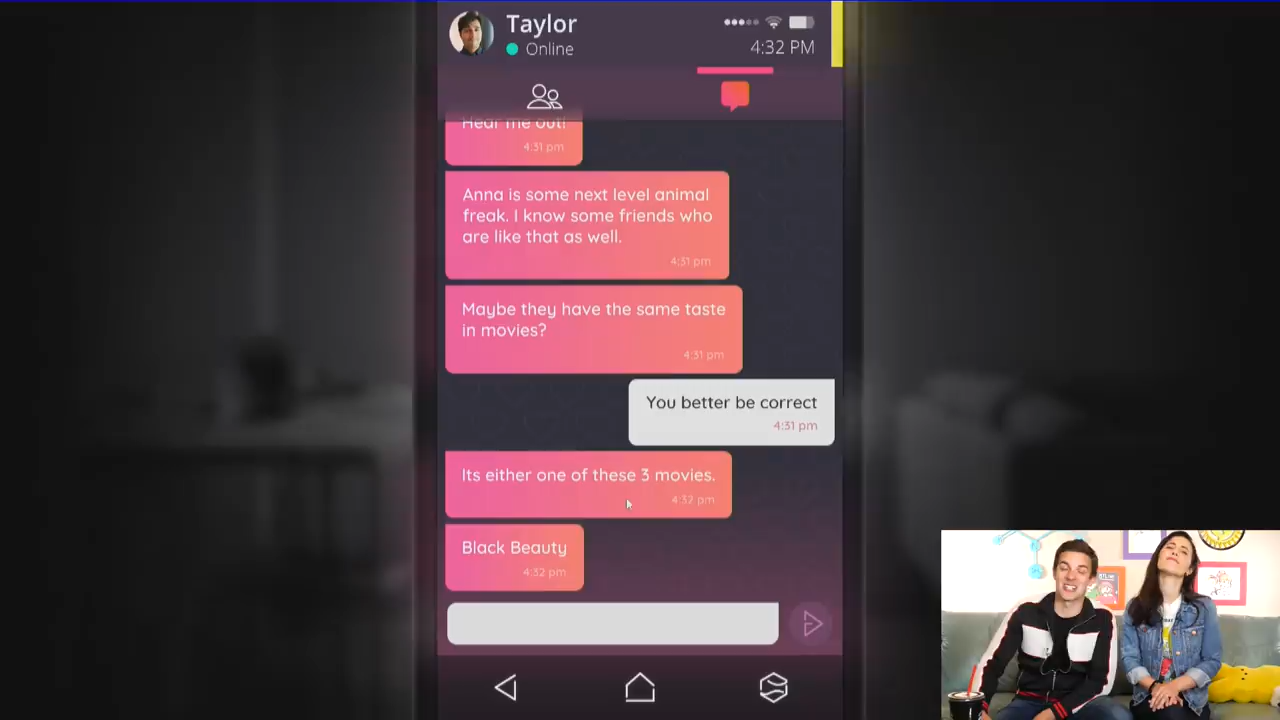 Taylor
Online
4:32 PM
Hear me out!
4:31 pm
Anna is some next level animal
freak. I know some friends who
are like that as well.
4:31 pm
Maybe they have the same taste
in movies?
4:31 pm
You better be correct
4:31 pm
Its either one of these 3 movies.
4:32 pm
Black Beauty
4:32 pm